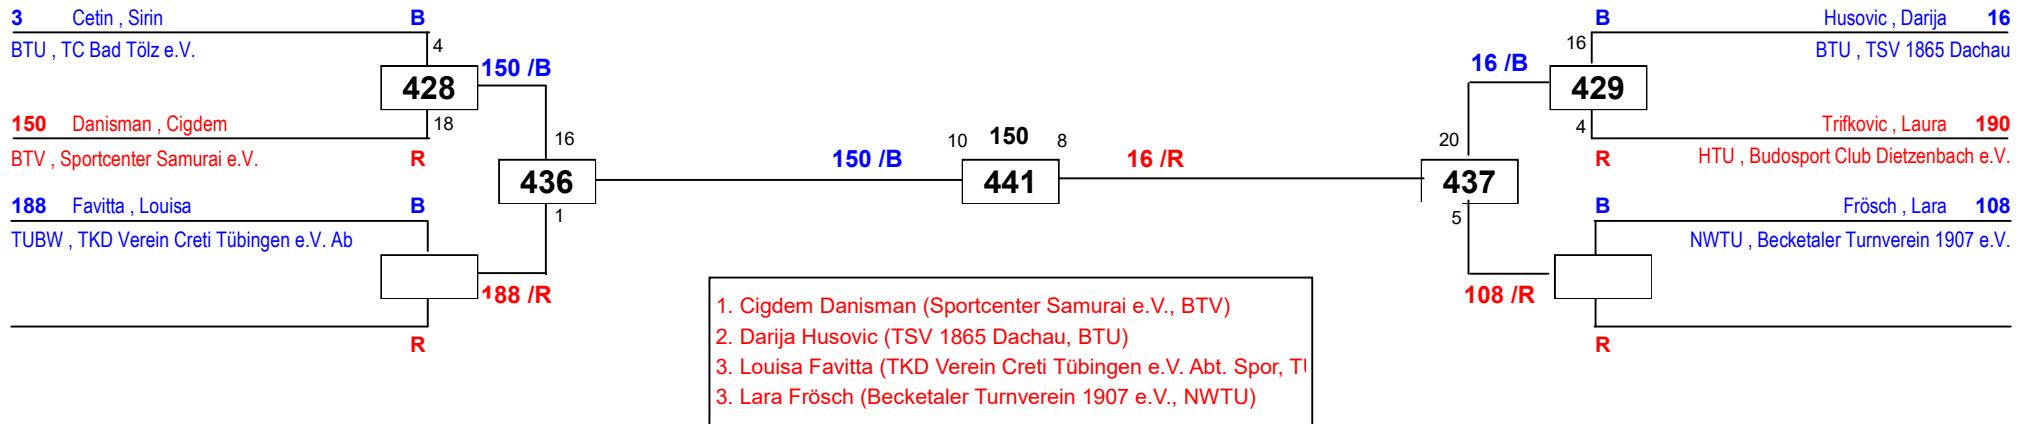 3 Cetin , Sirin B
BTU , TC Bad Tölz e.V.
4
428
150 /B
150 Danisman , Cigdem
18
BTV , Sportcenter Samurai e.V. R
188 Favitta , Louisa B
TUBW , TKD Verein Creti Tübingen e.V. Ab
188 /R
R
16
436
1
150 /B
10 150 8
441
16 /R
20
437
5
16 /B
B Husovic , Darija 16
16
BTU , TSV 1865 Dachau
429
4
Trifkovic , Laura 190
R HTU , Budosport Club Dietzenbach e.V.
B Frösch , Lara 108
NWTU , Becketaler Turnverein 1907 e.V.
108 /R
R
1. Cigdem Danisman (Sportcenter Samurai e.V., BTV)
2. Darija Husovic (TSV 1865 Dachau, BTU)
3. Louisa Favitta (TKD Verein Creti Tübingen e.V. Abt. Spor, TU
3. Lara Frösch (Becketaler Turnverein 1907 e.V., NWTU)